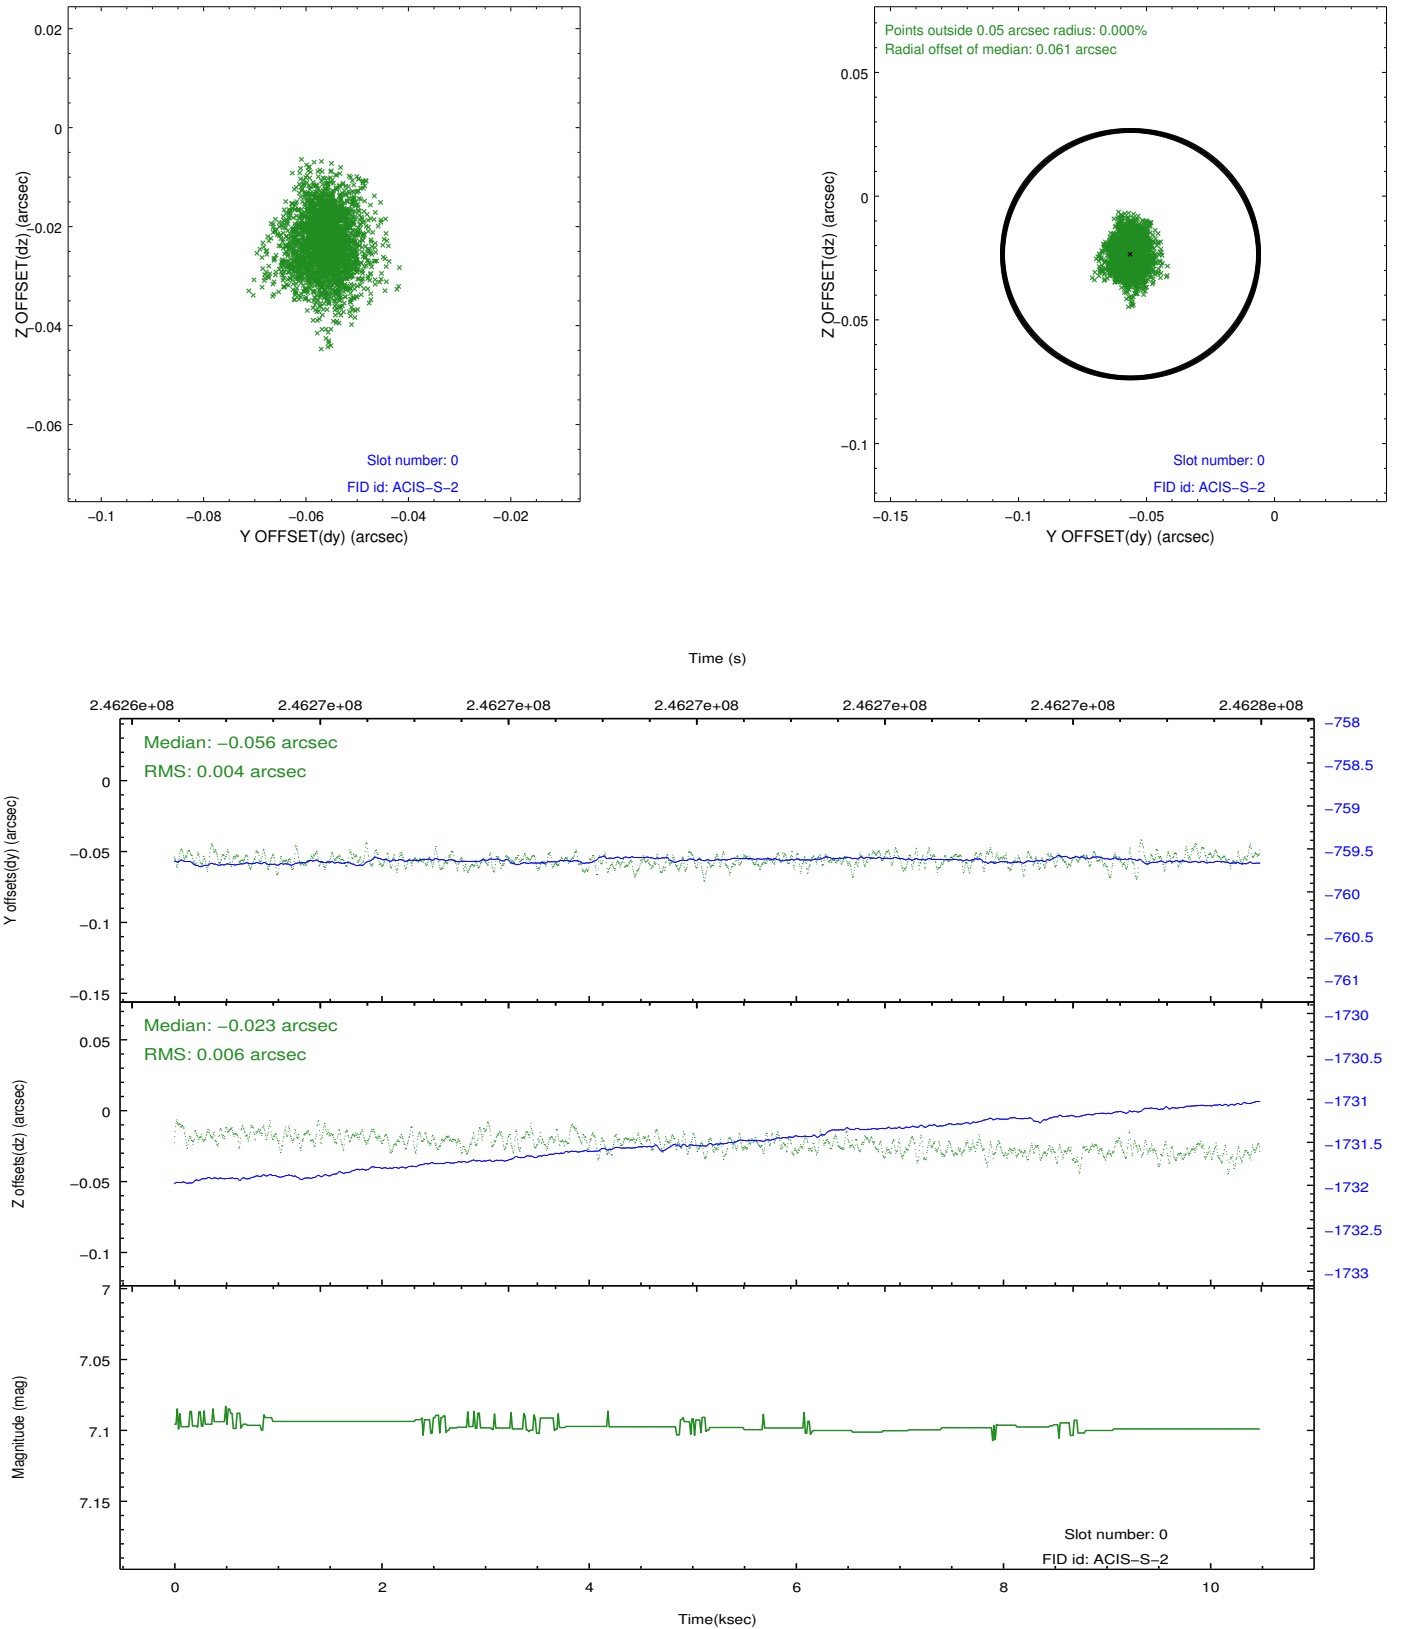 0.02
0
−0.02
−0.04
−0.06
Z OFFSET(dz) (arcsec)
Slot number: 0
FID id: ACIS−S−2
−0.1
−0.08
−0.06
−0.04
−0.02
Y OFFSET(dy) (arcsec)
Points outside 0.05 arcsec radius: 0.000%
Radial offset of median: 0.061 arcsec
0.05
0
−0.05
−0.1
Z OFFSET(dz) (arcsec)
Slot number: 0
FID id: ACIS−S−2
−0.15
−0.1
−0.05
0
Y OFFSET(dy) (arcsec)
Time (s)
2.4626e+08
2.4627e+08
2.4627e+08
2.4627e+08
2.4627e+08
2.4627e+08
2.4628e+08
Median: −0.056 arcsec
RMS: 0.004 arcsec
0
−0.05
−0.1
−0.15
Y offsets(dy) (arcsec)
−758
−758.5
−759
−759.5
−760
−760.5
−761
Median: −0.023 arcsec
RMS: 0.006 arcsec
0.05
0
−0.05
−0.1
Z offsets(dz) (arcsec)
−1730
−1730.5
−1731
−1731.5
−1732
−1732.5
−1733
7
7.05
7.1
7.15
Magnitude (mag)
Slot number: 0
FID id: ACIS−S−2
0
2
4
6
8
10
Time(ksec)